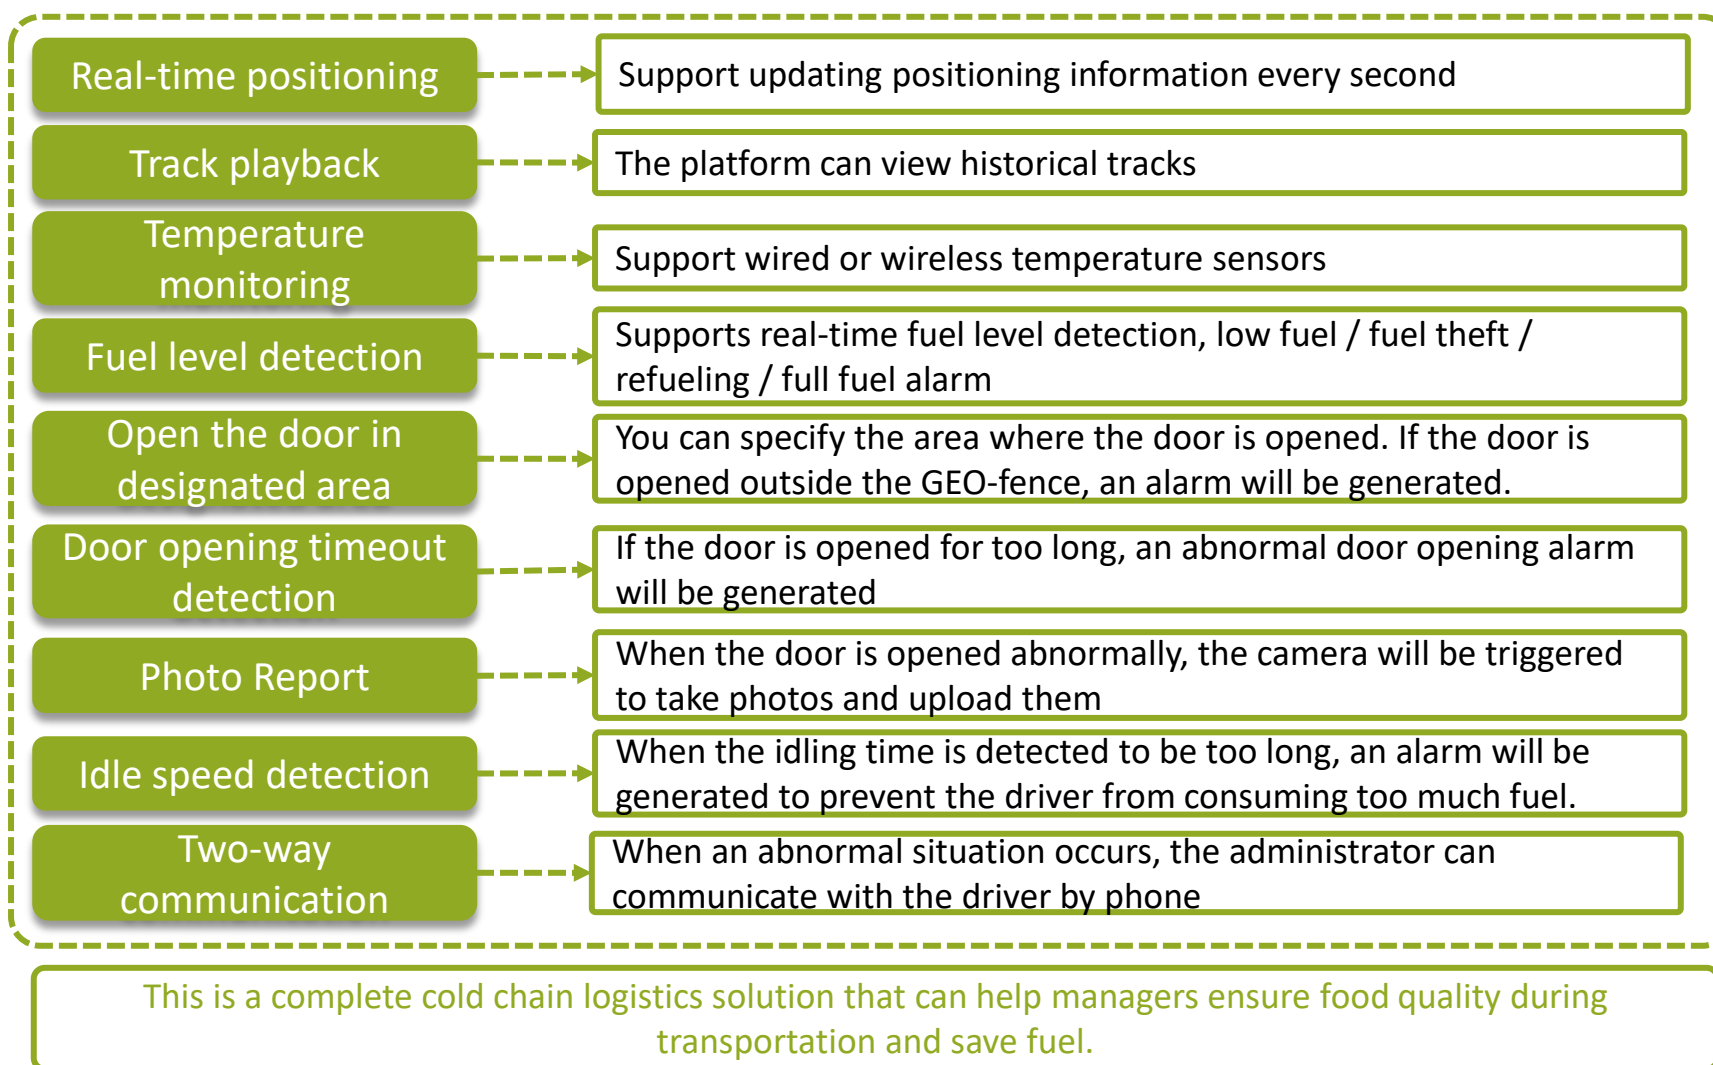 Real-time positioning
Support updating positioning information every second
Track playback
The platform can view historical tracks
Temperature
monitoring
Support wired or wireless temperature sensors
Fuel level detection
Supports real-time fuel level detection, low fuel / fuel theft /
refueling / full fuel alarm
Open the door in
designated area
You can specify the area where the door is opened. If the door is
opened outside the GEO-fence, an alarm will be generated.
Door opening timeout
detection
If the door is opened for too long, an abnormal door opening alarm
will be generated
Photo Report
When the door is opened abnormally, the camera will be triggered
to take photos and upload them
Idle speed detection
When the idling time is detected to be too long, an alarm will be
generated to prevent the driver from consuming too much fuel.
Two-way
communication
When an abnormal situation occurs, the administrator can
communicate with the driver by phone
This is a complete cold chain logistics solution that can help managers ensure food quality during
transportation and save fuel.